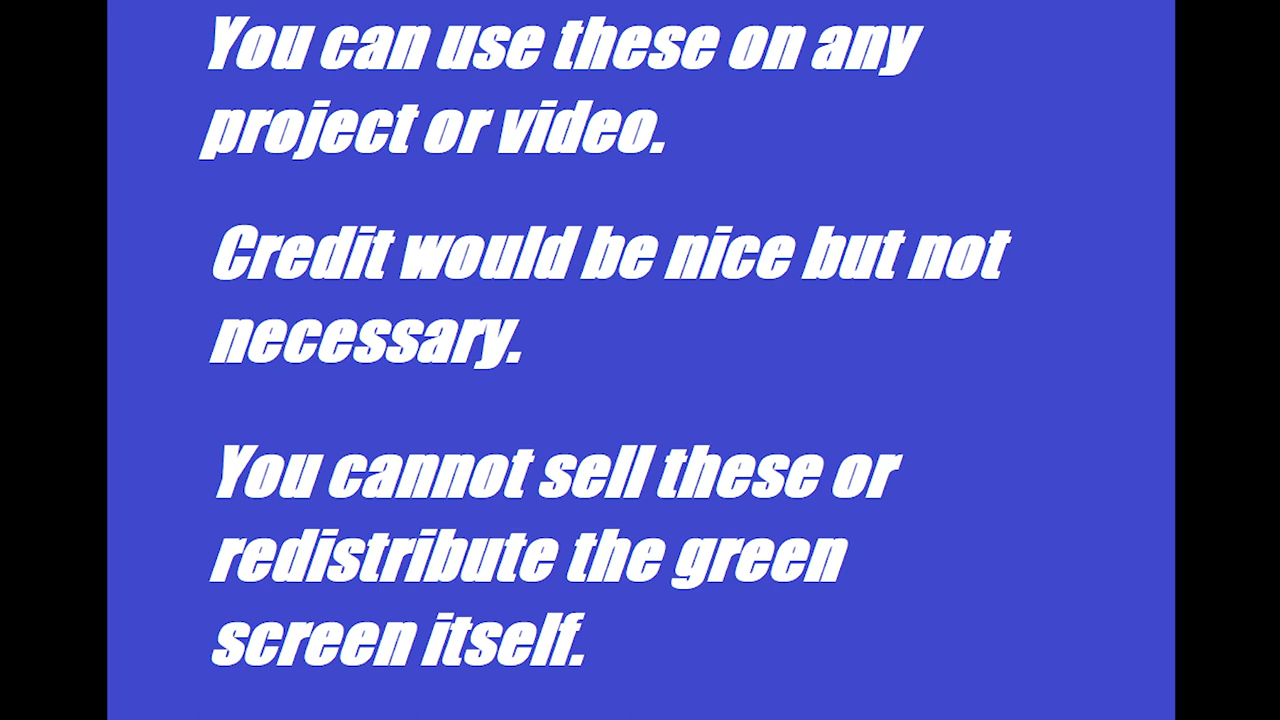 You can use these on any
project or video.
Credit would be nice but not
necessary.
You cannot sell these or
redistribute the green
screen itself.